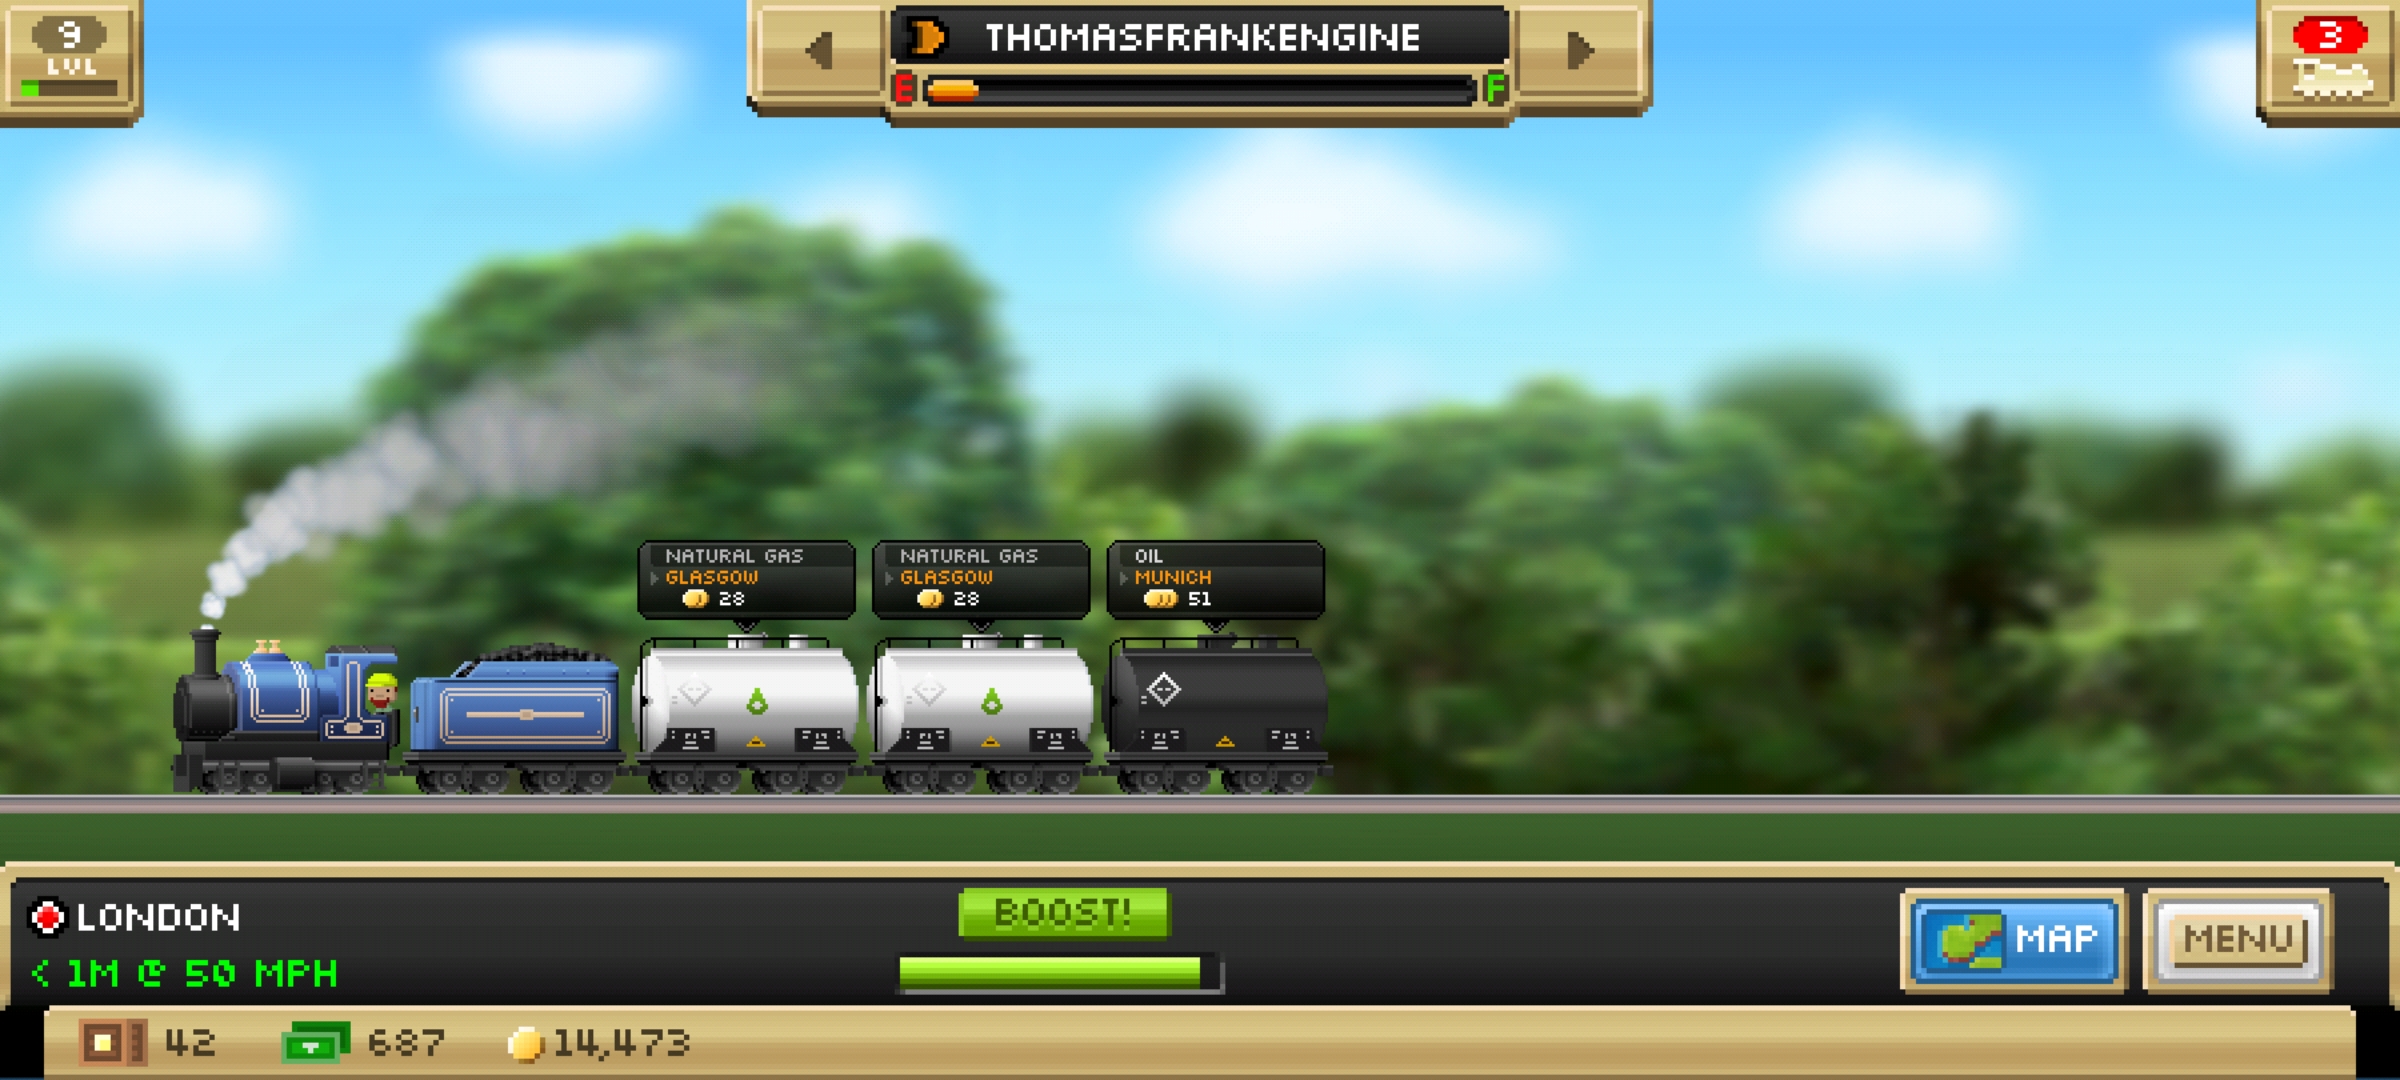 9
LVL
THOMASFRANKENGINE
E F
3
NATURAL GAS
GLASGOW
28
NATURAL GAS
GLASGOW
28
OIL
MUNICH
51
LONDON
< 1M @ 50 MPH
BOOST!
MAP
MENU
42
687
14,473